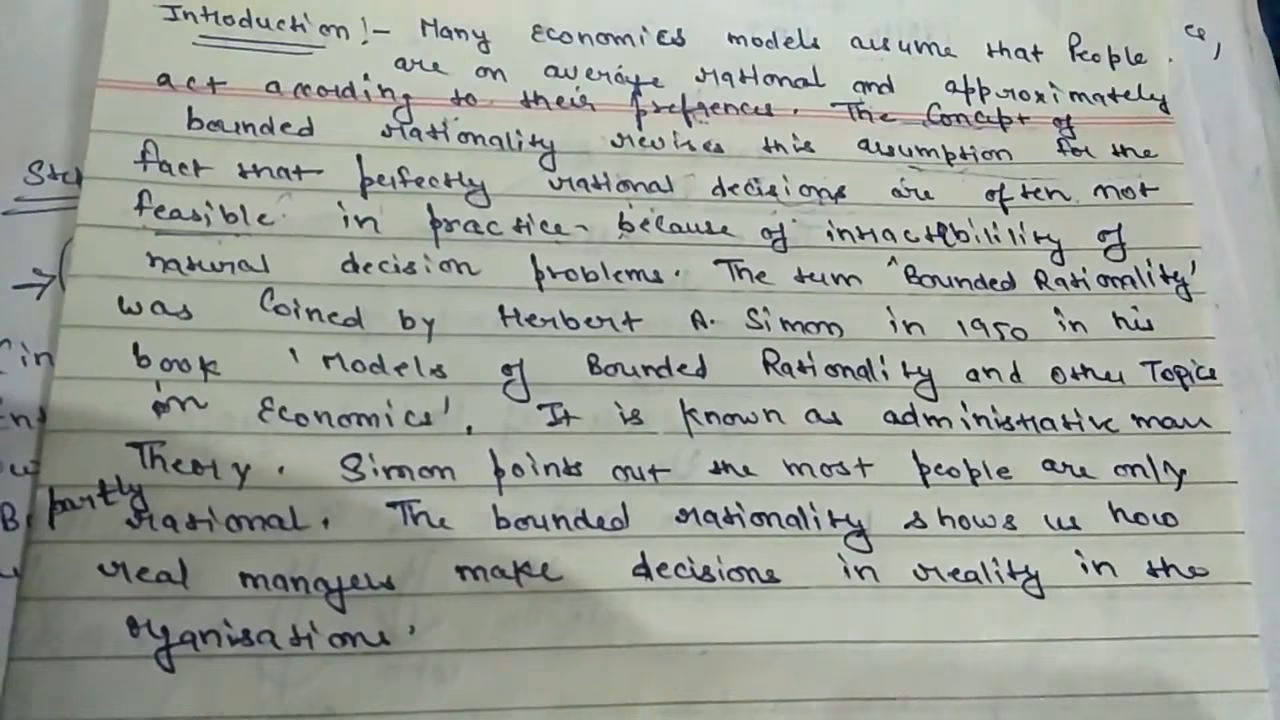 Introduction :- Many Economics models assume that People
ce,
are on average rational and approximately
act according to their prefrences. The Concept of
bounded rationality revises this assumption for the
fact that perfectly rational decisions are often not
feasible in practice - because of intractibility of
natural decision problems. The term 'Bounded Rationality'
was Coined by Herbert A. Simon in 1950 in his
book 'Models of Bounded Rationality and other Topics
in Economics'. It is known as administrative man
Theory. Simon points out the most people are only
partly rational. The bounded rationality shows us how
real managers make decisions in reality in the
organisations.